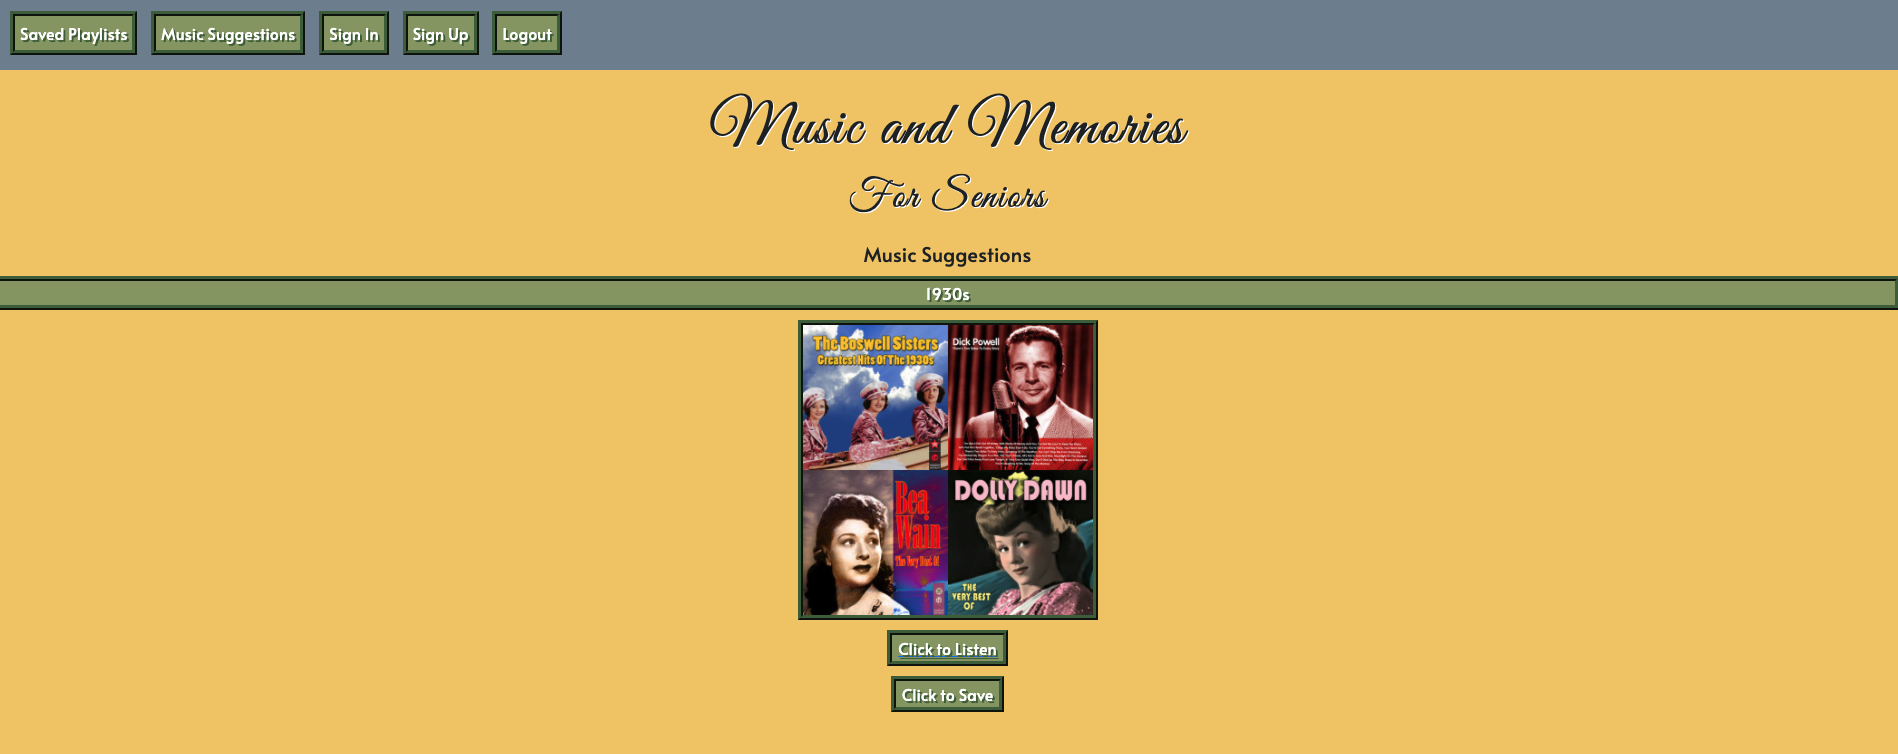 Saved Playlists
Music Suggestions
Sign In
Sign Up
Logout
Music and Memories
For Seniors
Music Suggestions
1930s
The Boswell Sisters
Greatest Hits Of The 1930s
Dick Powell
Bea
Wain
The Very Best Of
DOLLY DAWN
THE
VERY BEST
OF
Click to Listen
Click to Save